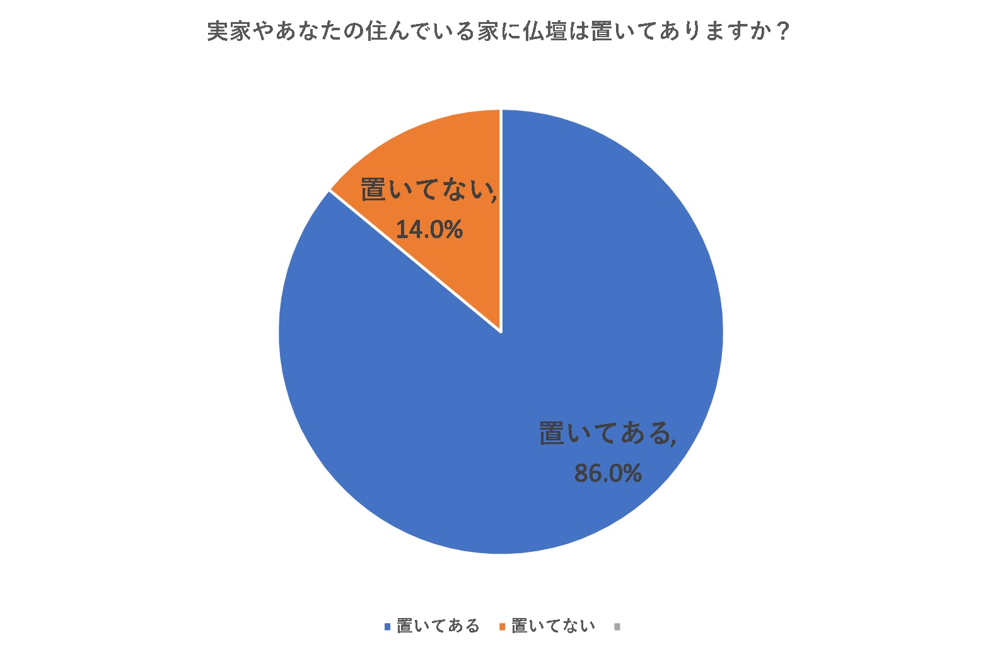 実家やあなたの住んでいる家に仏壇は置いてありますか？
置いてない,
14.0%
置いてある,
86.0%
置いてある 置いてない